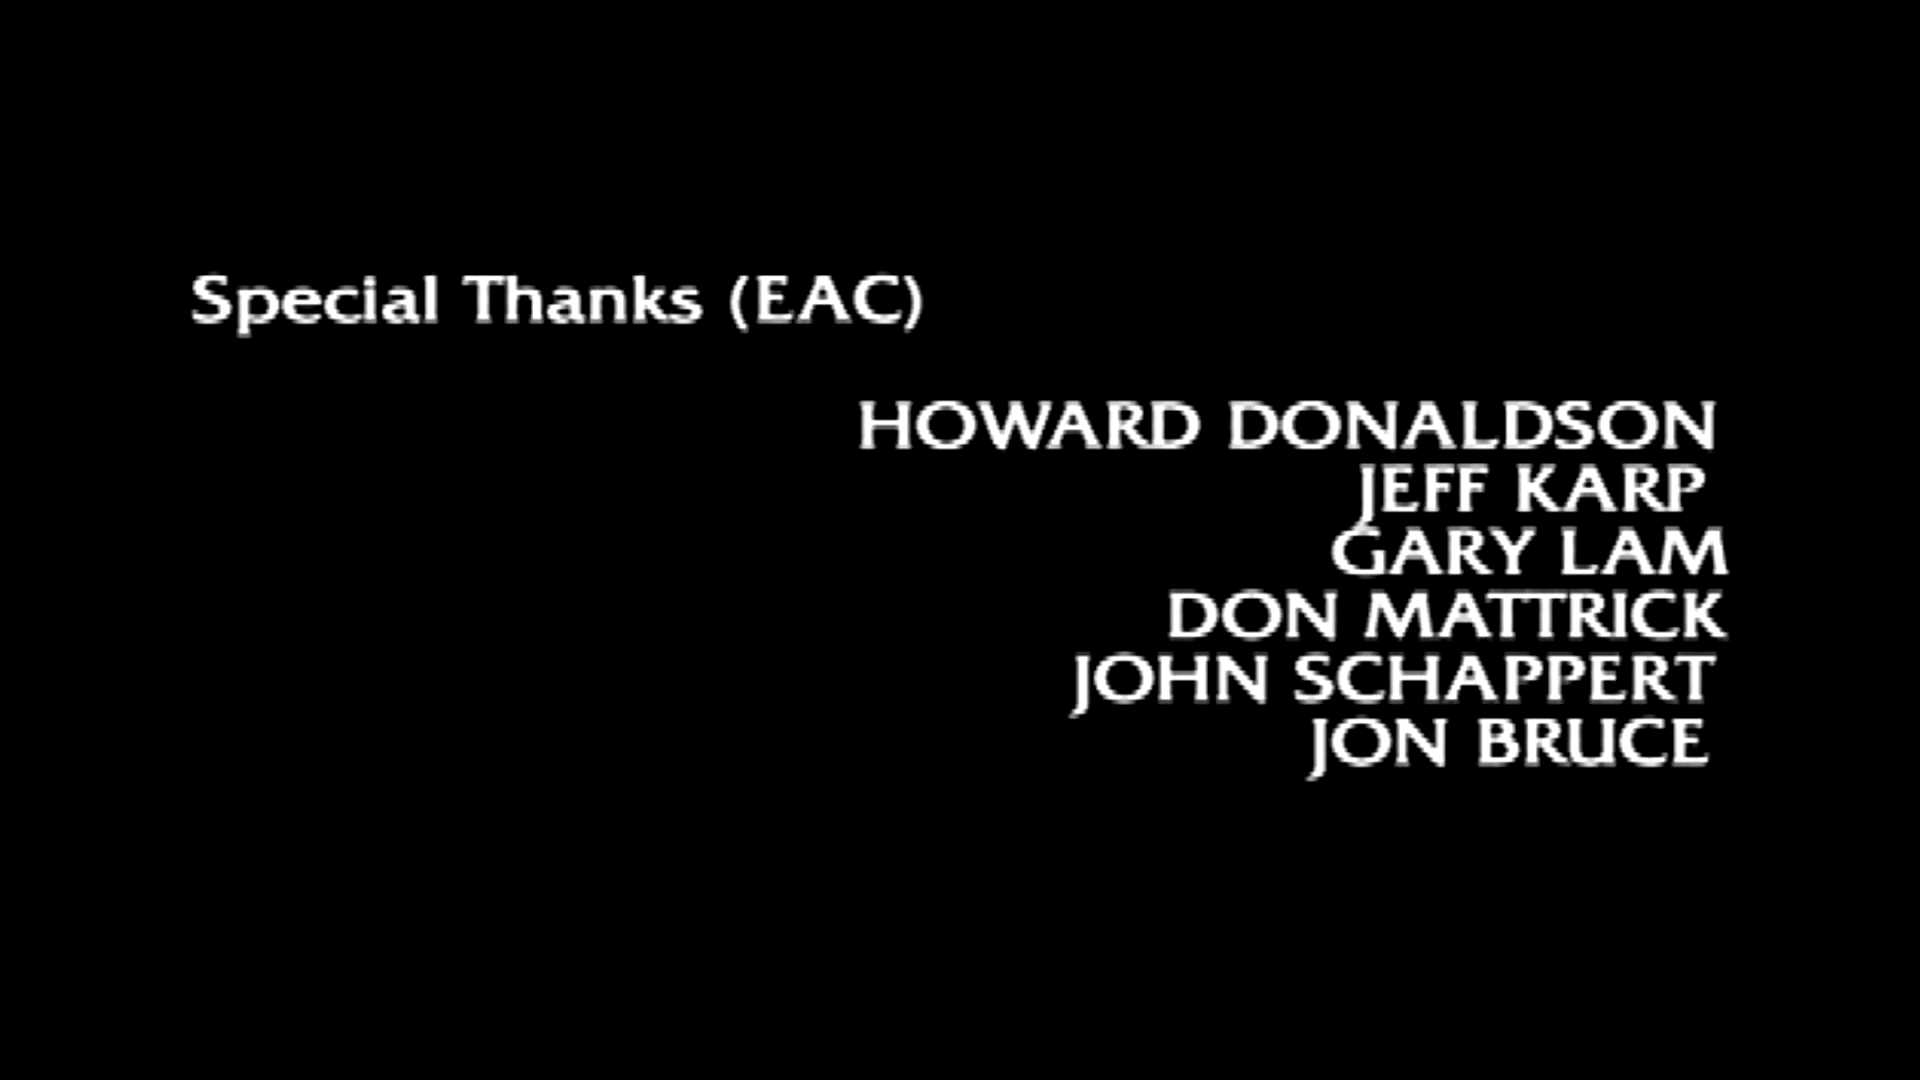 Special Thanks (EAC)
HOWARD DONALDSON
JEFF KARP
GARY LAM
DON MATTRICK
JOHN SCHAPPERT
JON BRUCE